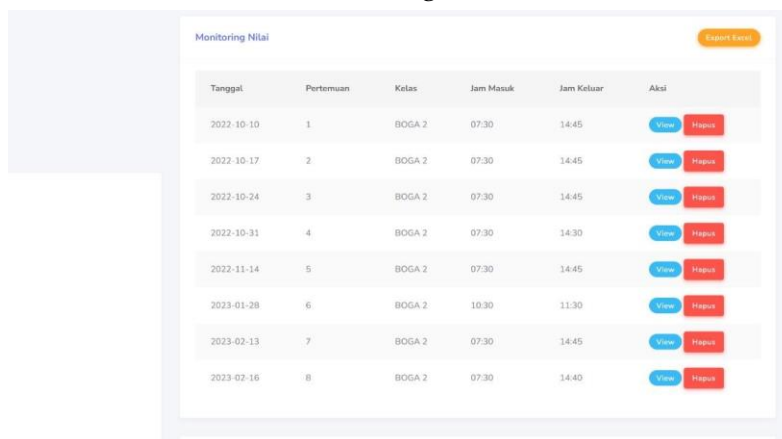 Monitoring Nilai Export Excel
Tanggal Pertemuan Kelas Jam Masuk Jam Keluar Aksi
2022-10-10 1 BOGA 2 07:30 14:45 View Hapus
2022-10-17 2 BOGA 2 07:30 14:45 View Hapus
2022-10-24 3 BOGA 2 07:30 14:45 View Hapus
2022-10-31 4 BOGA 2 07:30 14:30 View Hapus
2022-11-14 5 BOGA 2 07:30 14:45 View Hapus
2023-01-28 6 BOGA 2 10:30 11:30 View Hapus
2023-02-13 7 BOGA 2 07:30 14:45 View Hapus
2023-02-16 8 BOGA 2 07:30 14:40 View Hapus